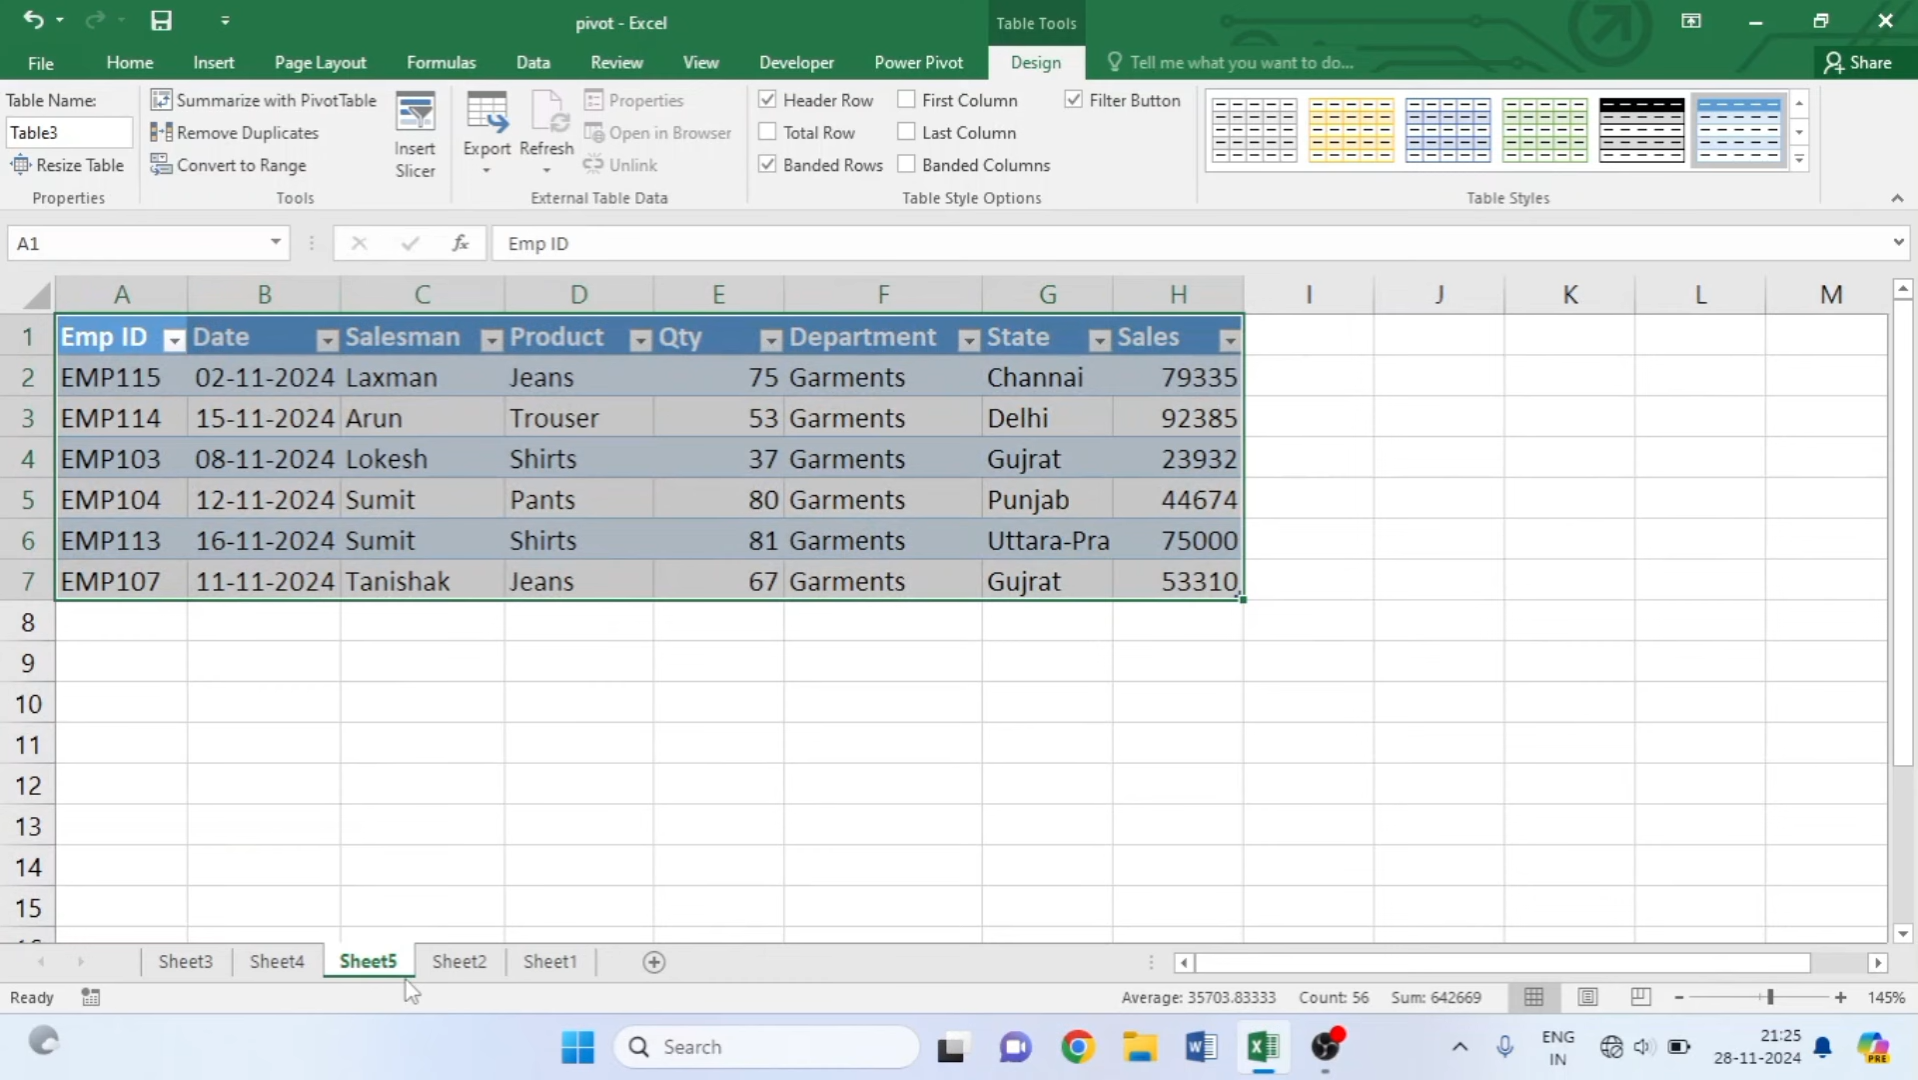 pivot - Excel
Table Tools
File Home Insert Page Layout Formulas Data Review View Developer Power Pivot Design Tell me what you want to do... Share
Table Name: Summarize with PivotTable Properties Header Row First Column Filter Button
Table3 Remove Duplicates Insert Slicer Export Refresh Open in Browser Total Row Last Column
Resize Table Convert to Range Unlink Banded Rows Banded Columns
Properties Tools External Table Data Table Style Options Table Styles
A1 fx Emp ID
A B C D E F G H I J K L M
1 Emp ID Date Salesman Product Qty Department State Sales
2 EMP115 02-11-2024 Laxman Jeans 75 Garments Channai 79335
3 EMP114 15-11-2024 Arun Trouser 53 Garments Delhi 92385
4 EMP103 08-11-2024 Lokesh Shirts 37 Garments Gujrat 23932
5 EMP104 12-11-2024 Sumit Pants 80 Garments Punjab 44674
6 EMP113 16-11-2024 Sumit Shirts 81 Garments Uttara-Pra 75000
7 EMP107 11-11-2024 Tanishak Jeans 67 Garments Gujrat 53310
8
9
10
11
12
13
14
15
Sheet3 Sheet4 Sheet5 Sheet2 Sheet1
Ready Average: 35703.83333 Count: 56 Sum: 642669 145%
Search ENG 21:25
IN 28-11-2024 PRE